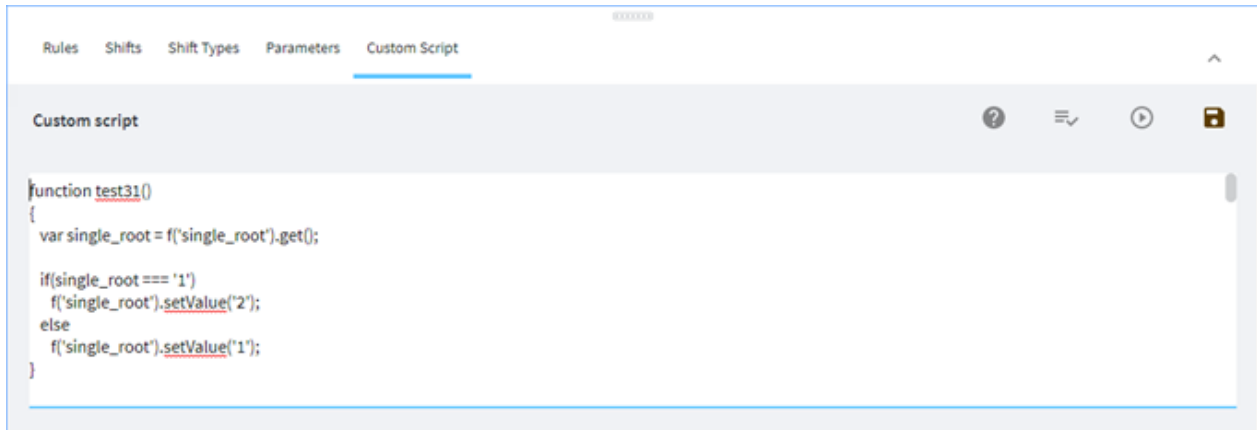 Rules Shifts Shift Types Parameters Custom Script
Custom script
function test31()
{
var single_root = f('single_root').get();
if(single_root === '1')
f('single_root').setValue('2');
else
f('single_root').setValue('1');
}